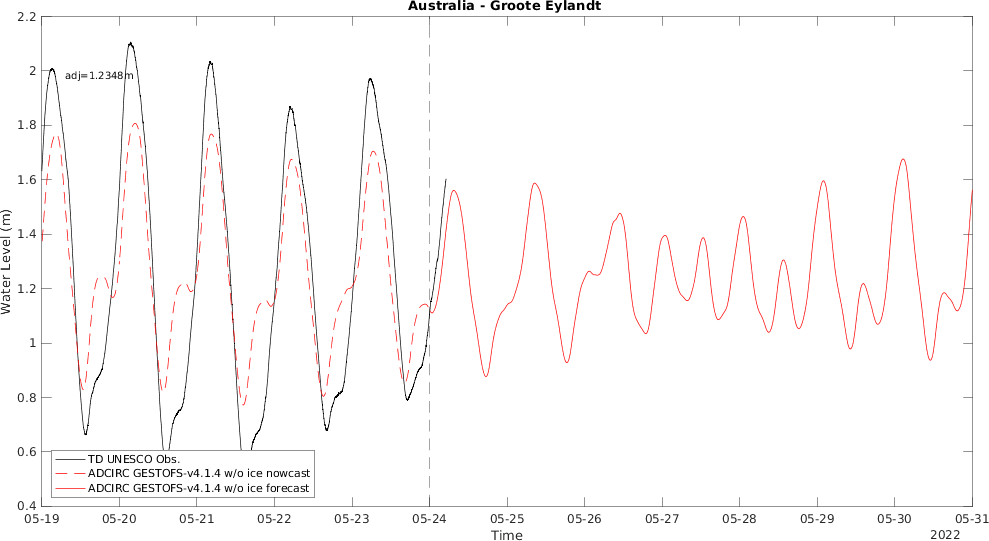 Australia - Groote Eylandt
2.2
2
1.8
1.6
1.4
1.2
1
0.8
0.6
0.4
Water Level (m)
adj=1.2348m
TD UNESCO Obs.
ADCIRC GESTOFS-v4.1.4 w/o ice nowcast
ADCIRC GESTOFS-v4.1.4 w/o ice forecast
05-19 05-20 05-21 05-22 05-23 05-24 05-25 05-26 05-27 05-28 05-29 05-30 05-31
Time
2022